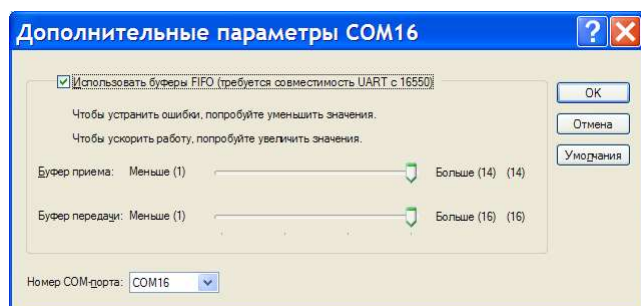 Дополнительные параметры COM16
Использовать буферы FIFO (требуется совместимость UART с 16550)
OK
Чтобы устранить ошибки, попробуйте уменьшить значения.
Отмена
Чтобы ускорить работу, попробуйте увеличить значения.
Умолчания
Буфер приема: Меньше (1) Больше (14) (14)
Буфер передачи: Меньше (1) Больше (16) (16)
Номер COM-порта: COM16